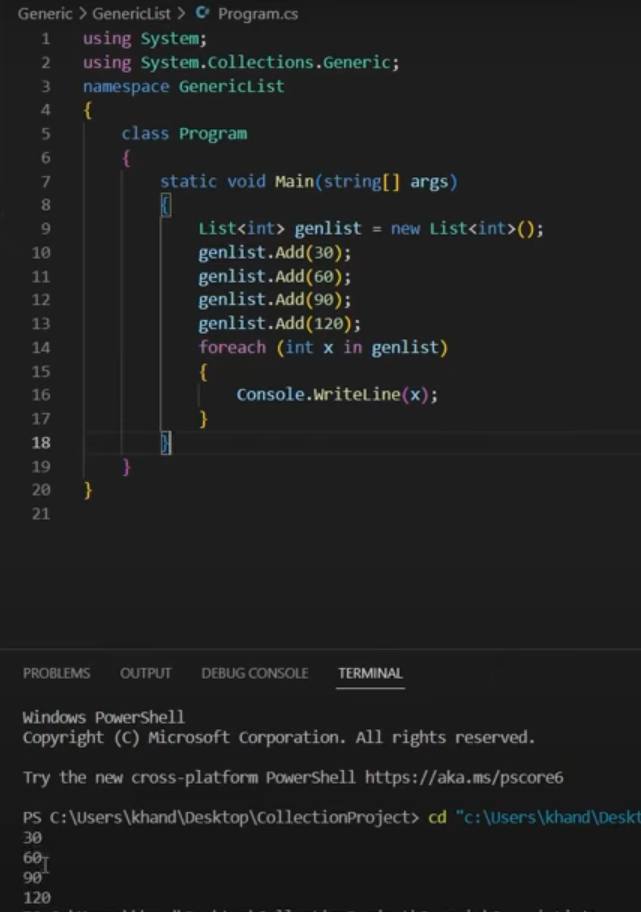 Generic > GenericList > Program.cs
1 using System;
2 using System.Collections.Generic;
3 namespace GenericList
4 {
5 class Program
6 {
7 static void Main(string[] args)
8 {
9 List<int> genlist = new List<int>();
10 genlist.Add(30);
11 genlist.Add(60);
12 genlist.Add(90);
13 genlist.Add(120);
14 foreach (int x in genlist)
15 {
16 Console.WriteLine(x);
17 }
18 }
19 }
20 }
21
PROBLEMS OUTPUT DEBUG CONSOLE TERMINAL
Windows PowerShell
Copyright (C) Microsoft Corporation. All rights reserved.
Try the new cross-platform PowerShell https://aka.ms/pscore6
PS C:\Users\khand\Desktop\CollectionProject> cd "c:\Users\khand\Deskt
30
60
90
120